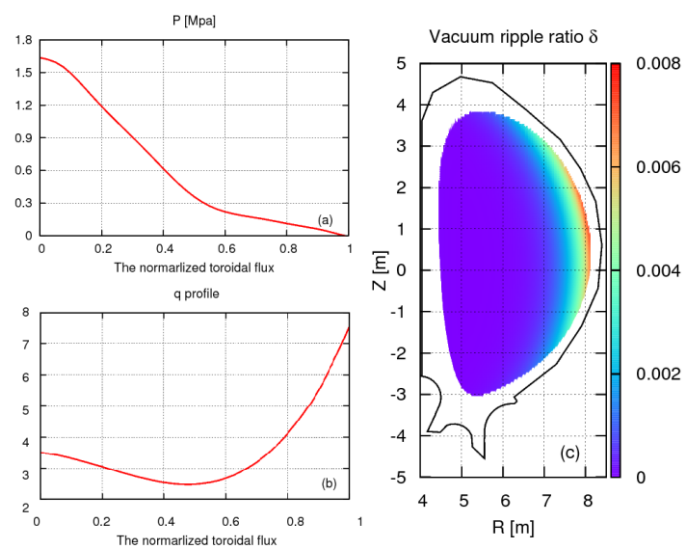 P [Mpa]
1.8
1.5
1.2
0.9
0.6
0.3
0
(a)
0 0.2 0.4 0.6 0.8 1
The normarlized toroidal flux
q profile
8
7
6
5
4
3
2
(b)
0 0.2 0.4 0.6 0.8 1
The normarlized toroidal flux
Vacuum ripple ratio δ
5
4
3
2
1
0
-1
-2
-3
-4
-5
Z [m]
(c)
4 5 6 7 8
R [m]
0.008
0.006
0.004
0.002
0